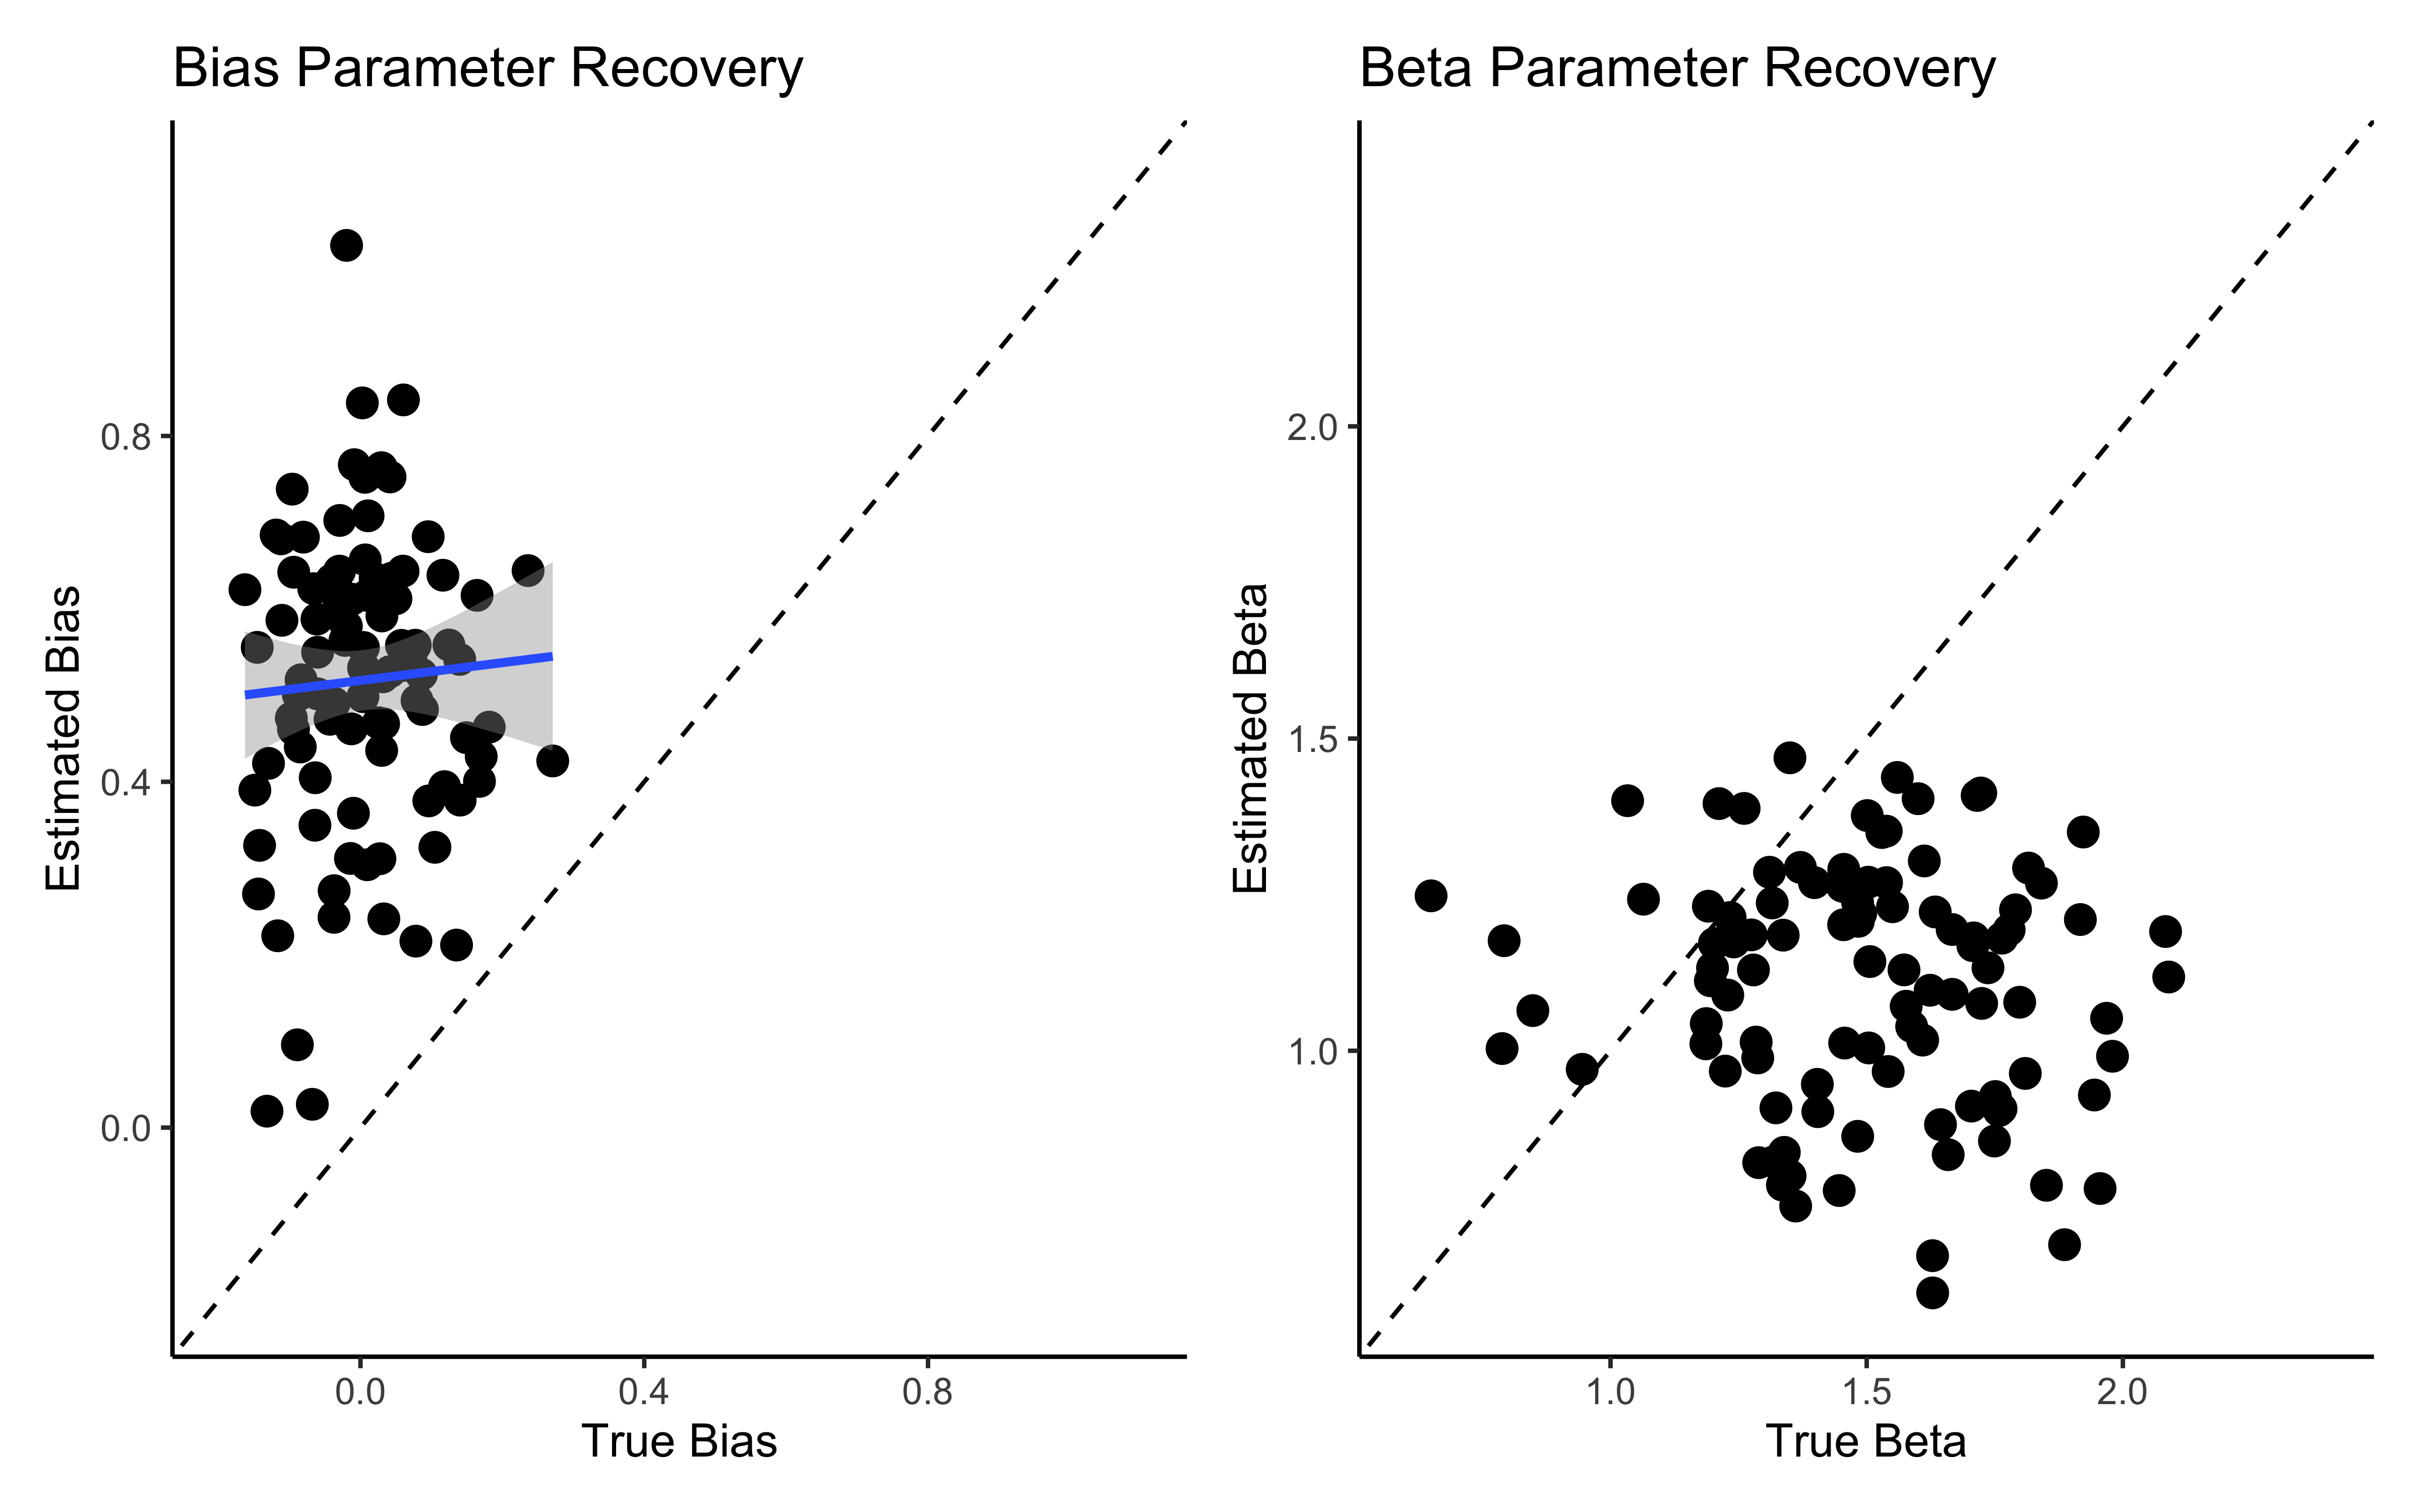 Bias Parameter Recovery
Estimated Bias
0.8
0.4
0.0
0.0 0.4 0.8
True Bias
Beta Parameter Recovery
Estimated Beta
2.0
1.5
1.0
1.0 1.5 2.0
True Beta